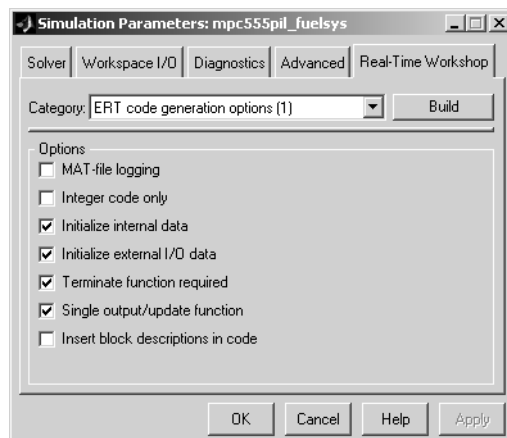 Simulation Parameters: mpc555pil_fuelsys
Solver Workspace I/O Diagnostics Advanced Real-Time Workshop
Category: ERT code generation options (1) Build
Options
MAT-file logging
Integer code only
Initialize internal data
Initialize external I/O data
Terminate function required
Single output/update function
Insert block descriptions in code
OK Cancel Help Apply